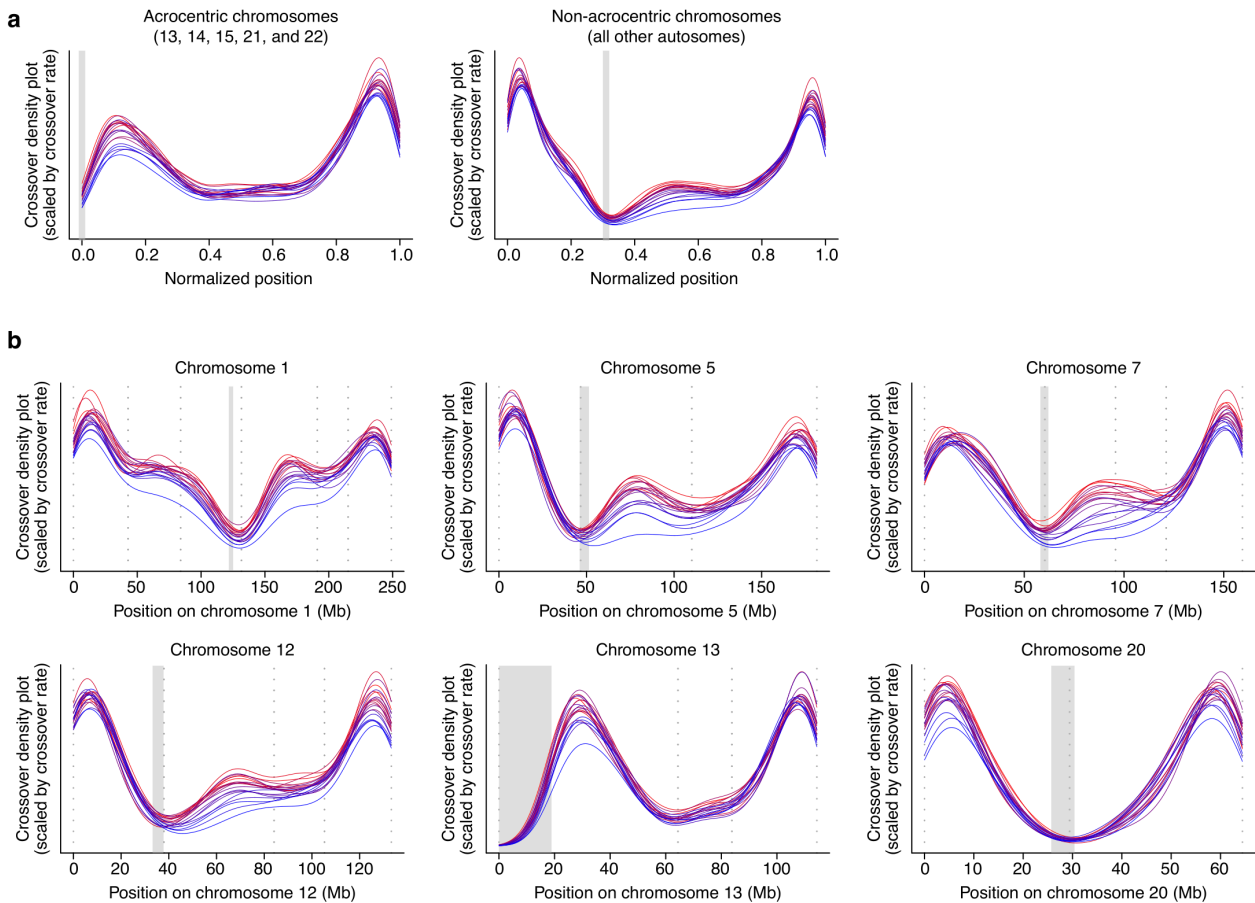 a
Acrocentric chromosomes
(13, 14, 15, 21, and 22)
Crossover density plot
(scaled by crossover rate)
0.0 0.2 0.4 0.6 0.8 1.0
Normalized position
Non-acrocentric chromosomes
(all other autosomes)
Crossover density plot
(scaled by crossover rate)
0.0 0.2 0.4 0.6 0.8 1.0
Normalized position
b
Chromosome 1
Crossover density plot
(scaled by crossover rate)
0 50 100 150 200 250
Position on chromosome 1 (Mb)
Chromosome 5
Crossover density plot
(scaled by crossover rate)
0 50 100 150
Position on chromosome 5 (Mb)
Chromosome 7
Crossover density plot
(scaled by crossover rate)
0 50 100 150
Position on chromosome 7 (Mb)
Chromosome 12
Crossover density plot
(scaled by crossover rate)
0 20 40 60 80 100 120
Position on chromosome 12 (Mb)
Chromosome 13
Crossover density plot
(scaled by crossover rate)
0 20 40 60 80 100
Position on chromosome 13 (Mb)
Chromosome 20
Crossover density plot
(scaled by crossover rate)
0 10 20 30 40 50 60
Position on chromosome 20 (Mb)